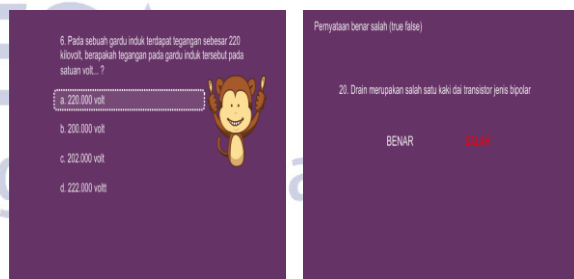 6. Pada sebuah gardu induk terdapat tegangan sebesar 220
kilovolt, berapakah tegangan pada gardu induk tersebut pada
satuan volt... ?
a. 220.000 volt
b. 200.000 volt
c. 202.000 volt
d. 222.000 voltt
Pernyataan benar salah (true false)
20. Drain merupakan salah satu kaki dai transistor jenis bipolar
BENAR
SALAH